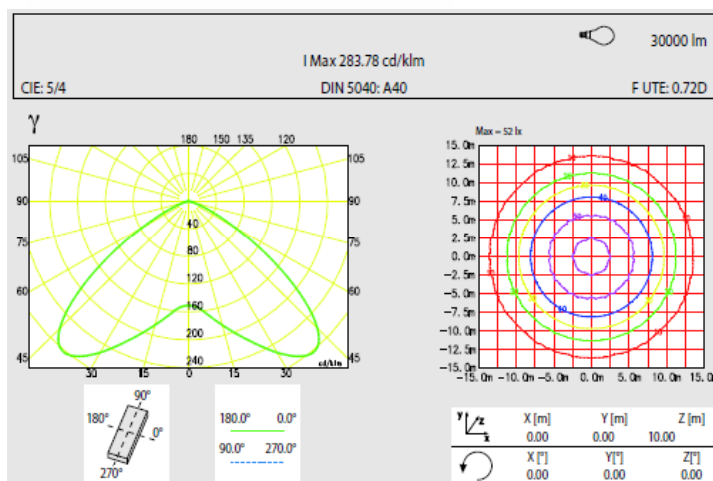 30000 lm
I Max 283.78 cd/klm
CIE: 5/4 DIN 5040: A40 F UTE: 0.72D
γ
180 150 135 120
105 105
90 90
75 75
60 60
45 45
40
80
120
160
200
240
cd/klm
30 15 0 15 30
Max = 52 lx
15.0m
12.5m
10.0m
7.5m
5.0m
2.5m
0.0m
-2.5m
-5.0m
-7.5m
-10.0m
-12.5m
-15.0m
-15.0m -10.0m -5.0m 0.0m 5.0m 10.0m 15.0m
40
90°
180° 0°
270°
180.0° 0.0°
90.0° 270.0°
y z x
X [m] Y [m] Z [m]
0.00 0.00 10.00
X [°] Y[°] Z[°]
0.00 0.00 0.00